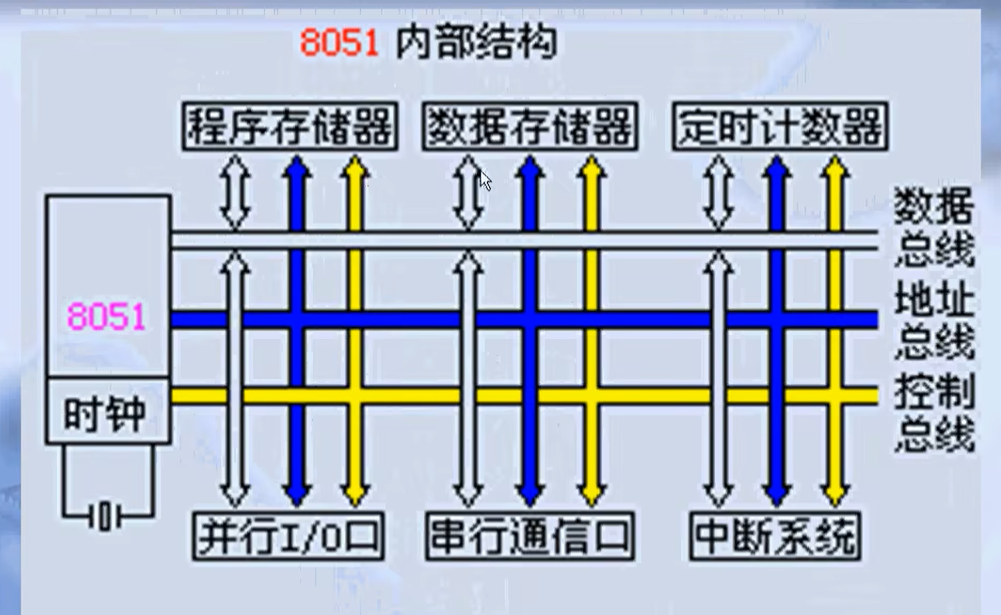 8051 内部结构
程序存储器
数据存储器
定时计数器
数据
总线
8051
地址
总线
时钟
控制
总线
并行I/O口
串行通信口
中断系统